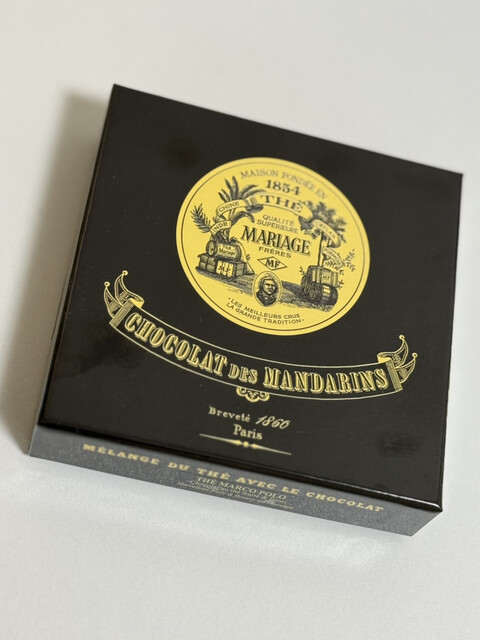 MAISON FONDÉE EN
1854
THÉ
CHINE
QUALITÉ
SUPÉRIEURE
MARIAGE
FRÈRES
MF
·LES MEILLEURS CRUS
LA GRANDE TRADITION·
CHOCOLAT DES MANDARINS
Breveté 1860
Paris
MÉLANGE DU THÉ AVEC LE CHOCOLAT
THÉ MARCO POLO